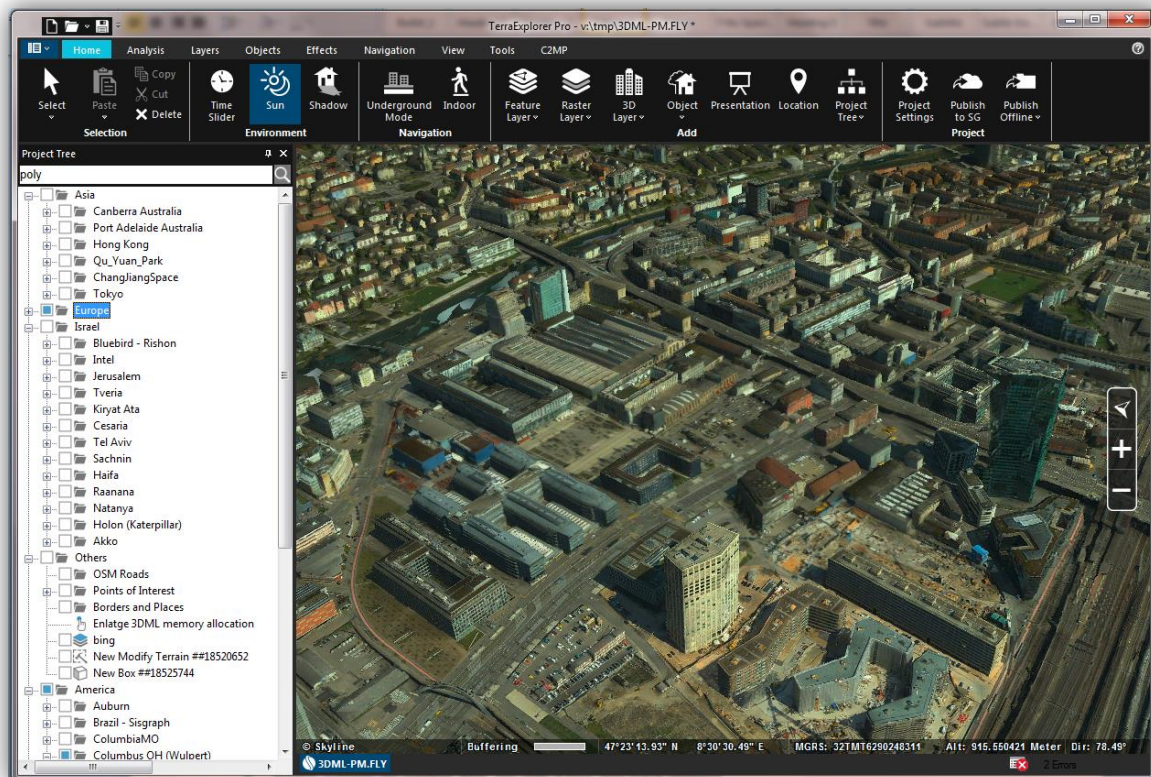 TerraExplorer Pro - v:\tmp\3DML-PM.FLY *
Home Analysis Layers Objects Effects Navigation View Tools C2MP
Select
Paste
Copy
Cut
Delete
Selection
Time Slider
Sun
Shadow
Environment
Underground Mode
Indoor
Navigation
Feature Layer
Raster Layer
3D Layer
Object
Presentation
Location
Project Tree
Add
Project Settings
Publish to SG
Publish Offline
Project
Project Tree
poly
Asia
Canberra Australia
Port Adelaide Australia
Hong Kong
Qu_Yuan_Park
ChangJiangSpace
Tokyo
Europe
Israel
Bluebird - Rishon
Intel
Jerusalem
Tveria
Kiryat Ata
Cesaria
Tel Aviv
Sachnin
Haifa
Raanana
Natanya
Holon (Katerpillar)
Akko
Others
OSM Roads
Points of Interest
Borders and Places
Enlatge 3DML memory allocation
bing
New Modify Terrain ##18520652
New Box ##18525744
America
Auburn
Brazil - Sisgraph
ColumbiaMO
Columbus OH (Wulpert)
© Skyline Buffering 47°23'13.93" N 8°30'30.49" E MGRS: 32TMT6290248311 Alt: 915.550421 Meter Dir: 78.49°
3DML-PM.FLY
2 Errors